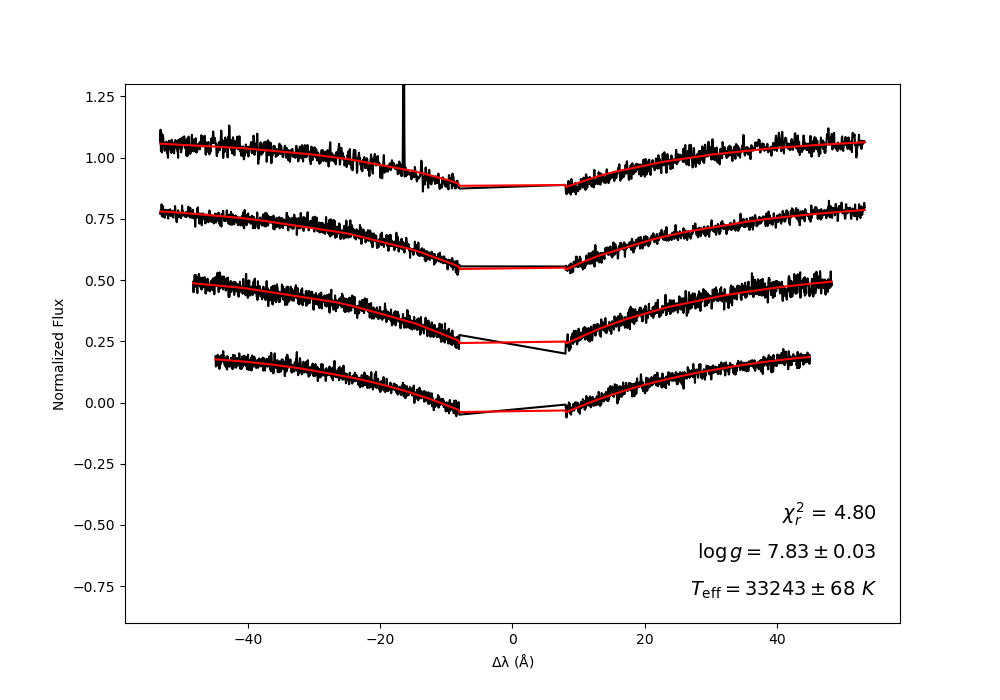 Normalized Flux
1.25
1.00
0.75
0.50
0.25
0.00
−0.25
−0.50
−0.75
χ²ᵣ = 4.80
log g = 7.83 ± 0.03
T_eff = 33243 ± 68 K
−40 −20 0 20 40
Δλ (Å)